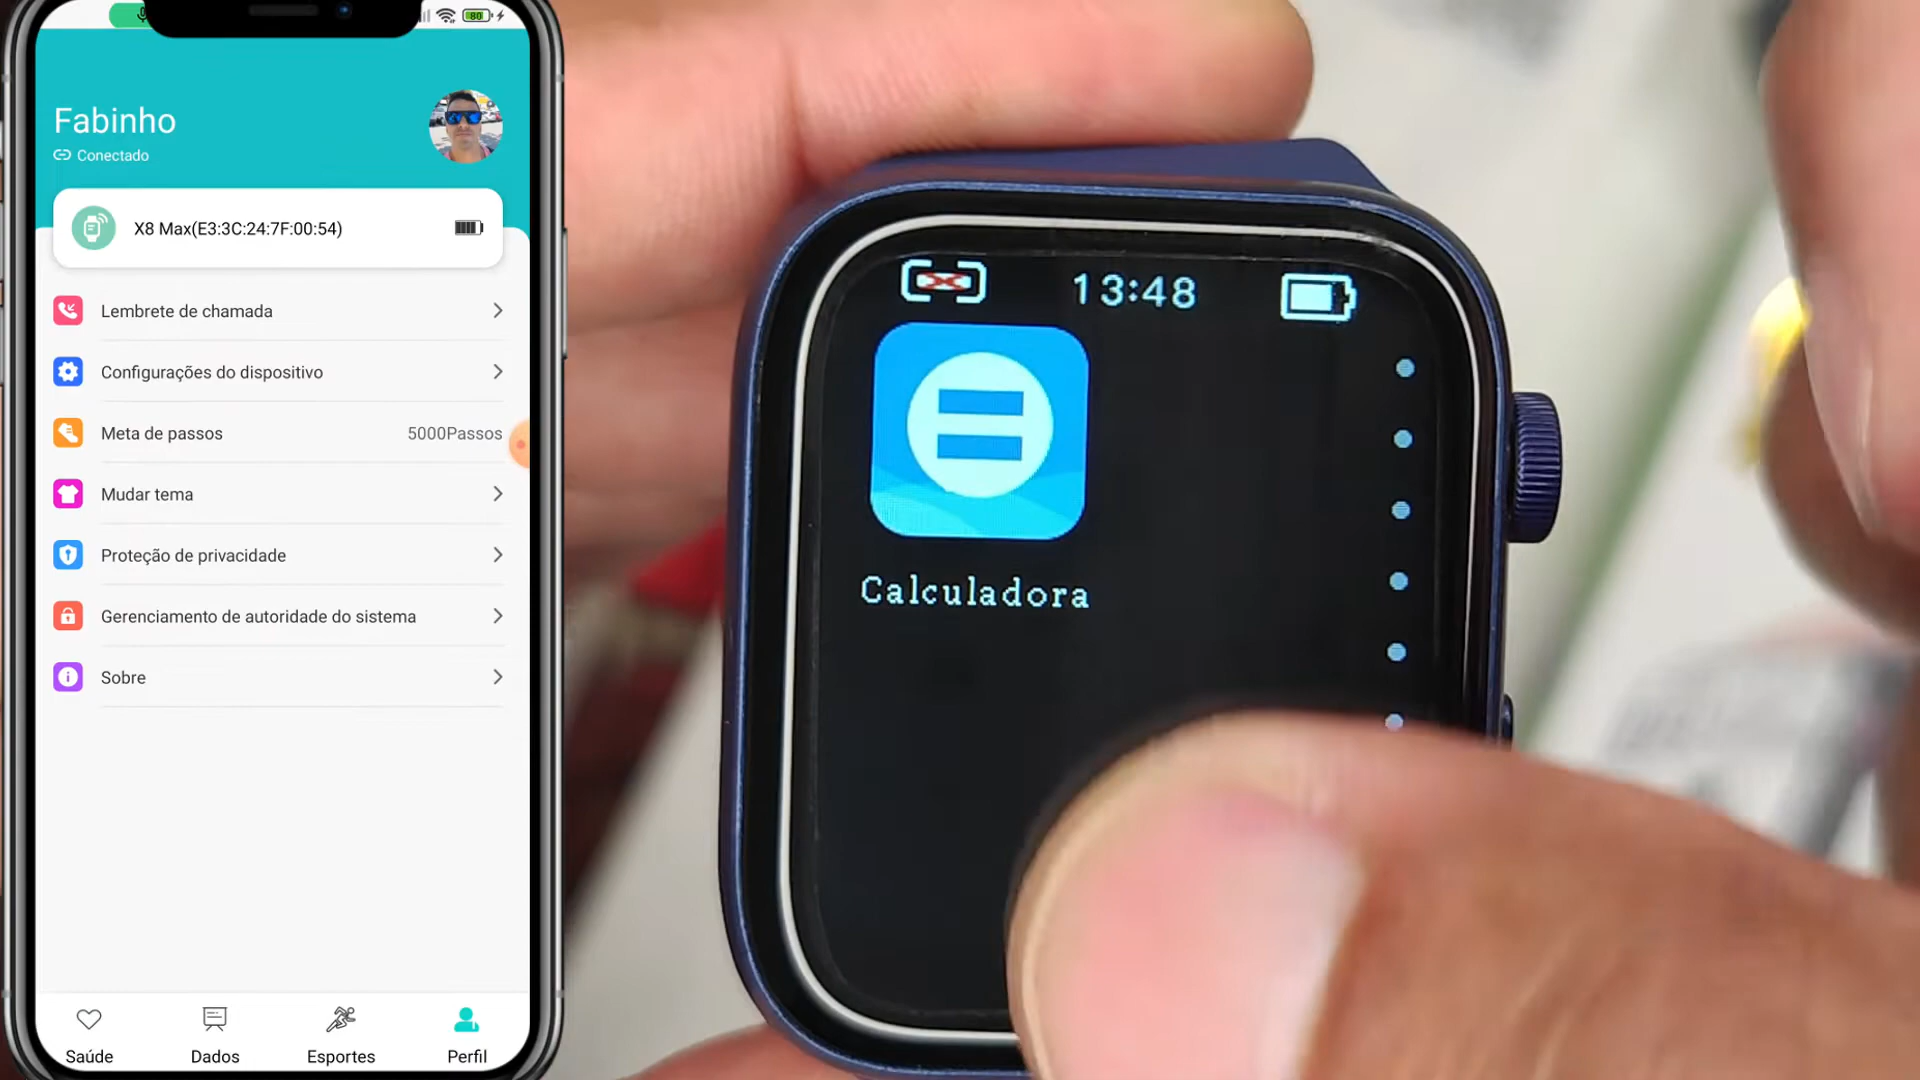 80
Fabinho
Conectado
X8 Max(E3:3C:24:7F:00:54)
Lembrete de chamada
Configurações do dispositivo
Meta de passos 5000Passos
Mudar tema
Proteção de privacidade
Gerenciamento de autoridade do sistema
Sobre
Saúde Dados Esportes Perfil
13:48
Calculadora